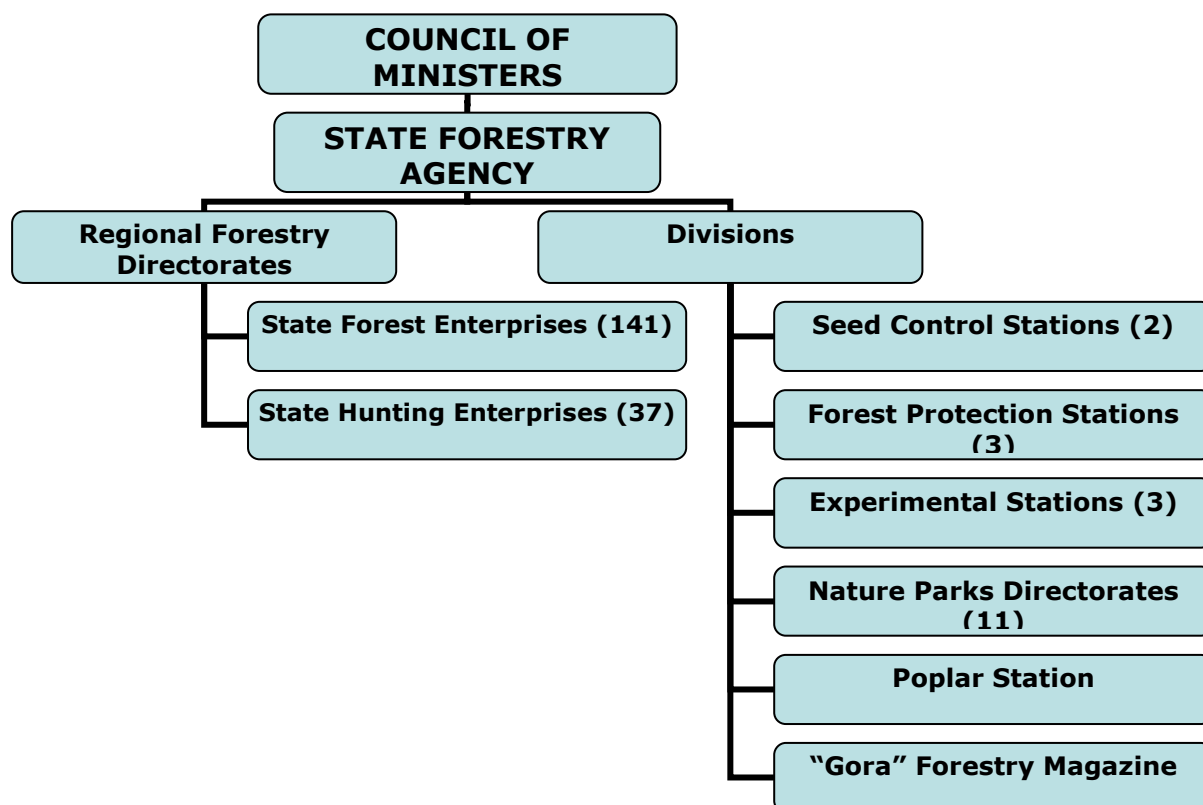 COUNCIL OF
MINISTERS
STATE FORESTRY
AGENCY
Regional Forestry
Directorates
Divisions
State Forest Enterprises (141)
State Hunting Enterprises (37)
Seed Control Stations (2)
Forest Protection Stations
(3)
Experimental Stations (3)
Nature Parks Directorates
(11)
Poplar Station
“Gora” Forestry Magazine